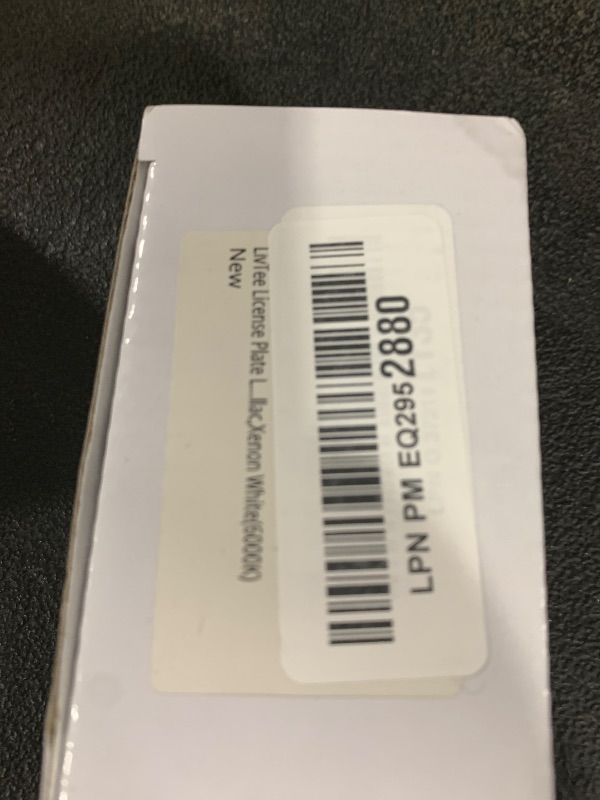 LPN PM EQ2952880
LivTee License Plate L...llac,Xenon White(6000K)
New